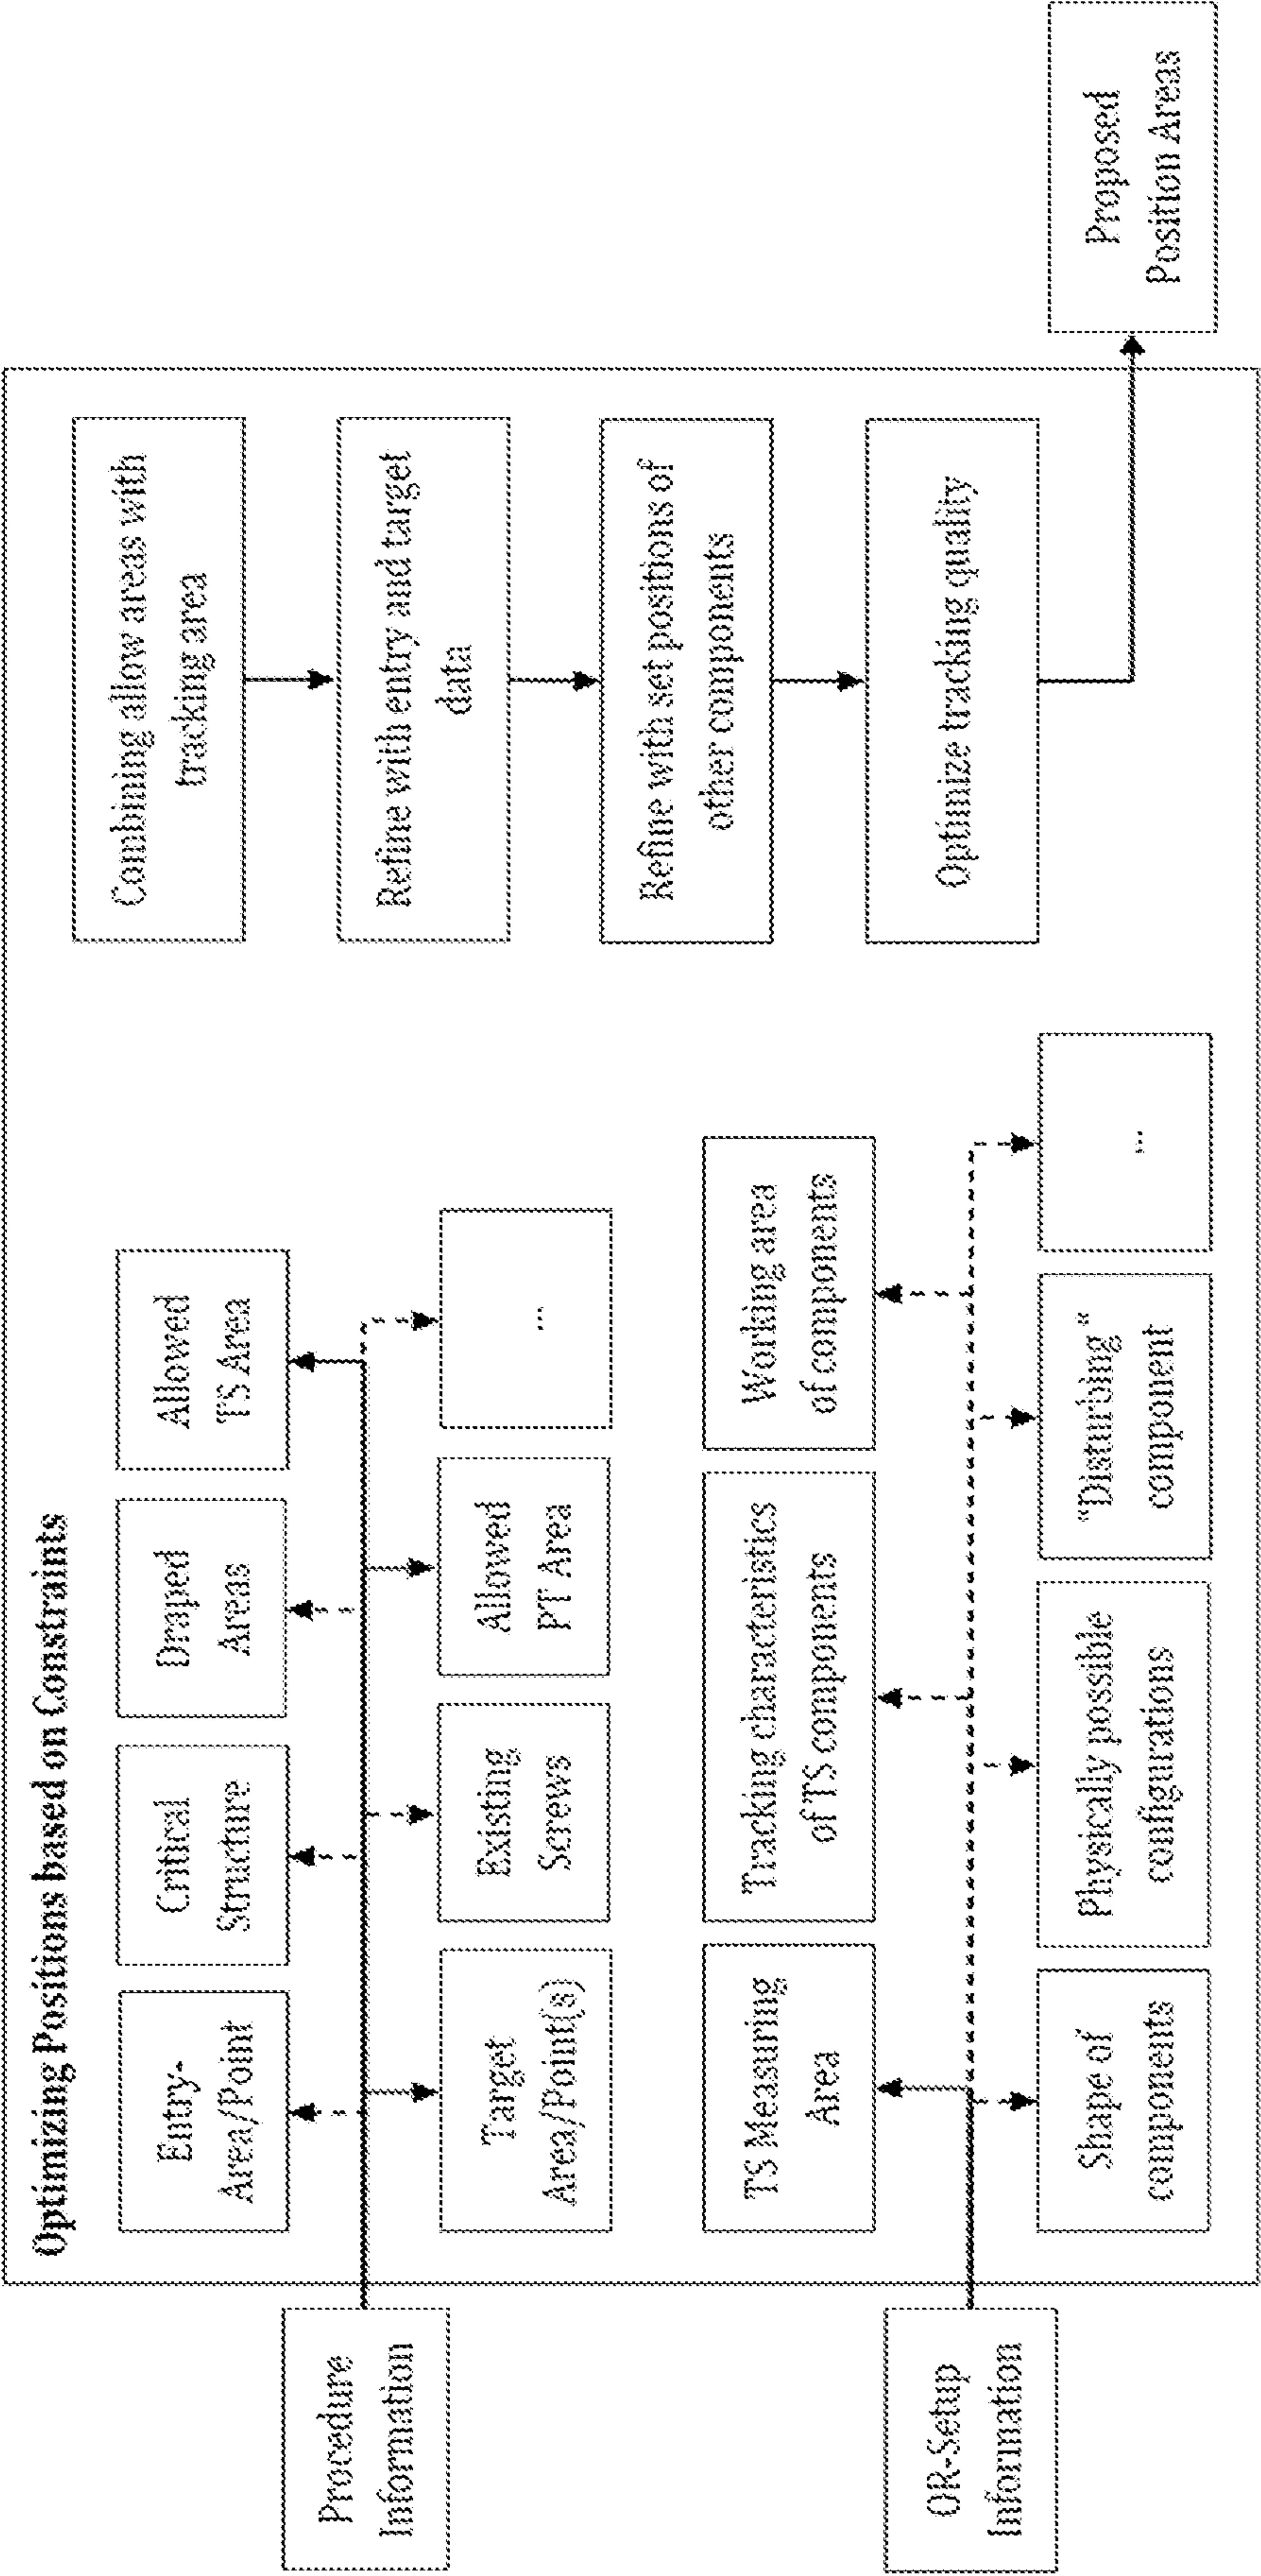 Optimizing Positions based on Constraints
Procedure
Information
Entry-
Area/Point
Critical
Structure
Draped
Areas
Allowed
TS Area
Target
Area/Point(s)
Existing
Screws
Allowed
PT Area
...
OR-Setup
Information
TS Measuring
Area
Tracking characteristics
of TS components
Working area
of components
Shape of
components
Physically possible
configurations
“Disturbing“
component
...
Combining allow areas with
tracking area
Refine with entry and target
data
Refine with set positions of
other components
Optimize tracking quality
Proposed
Position Areas